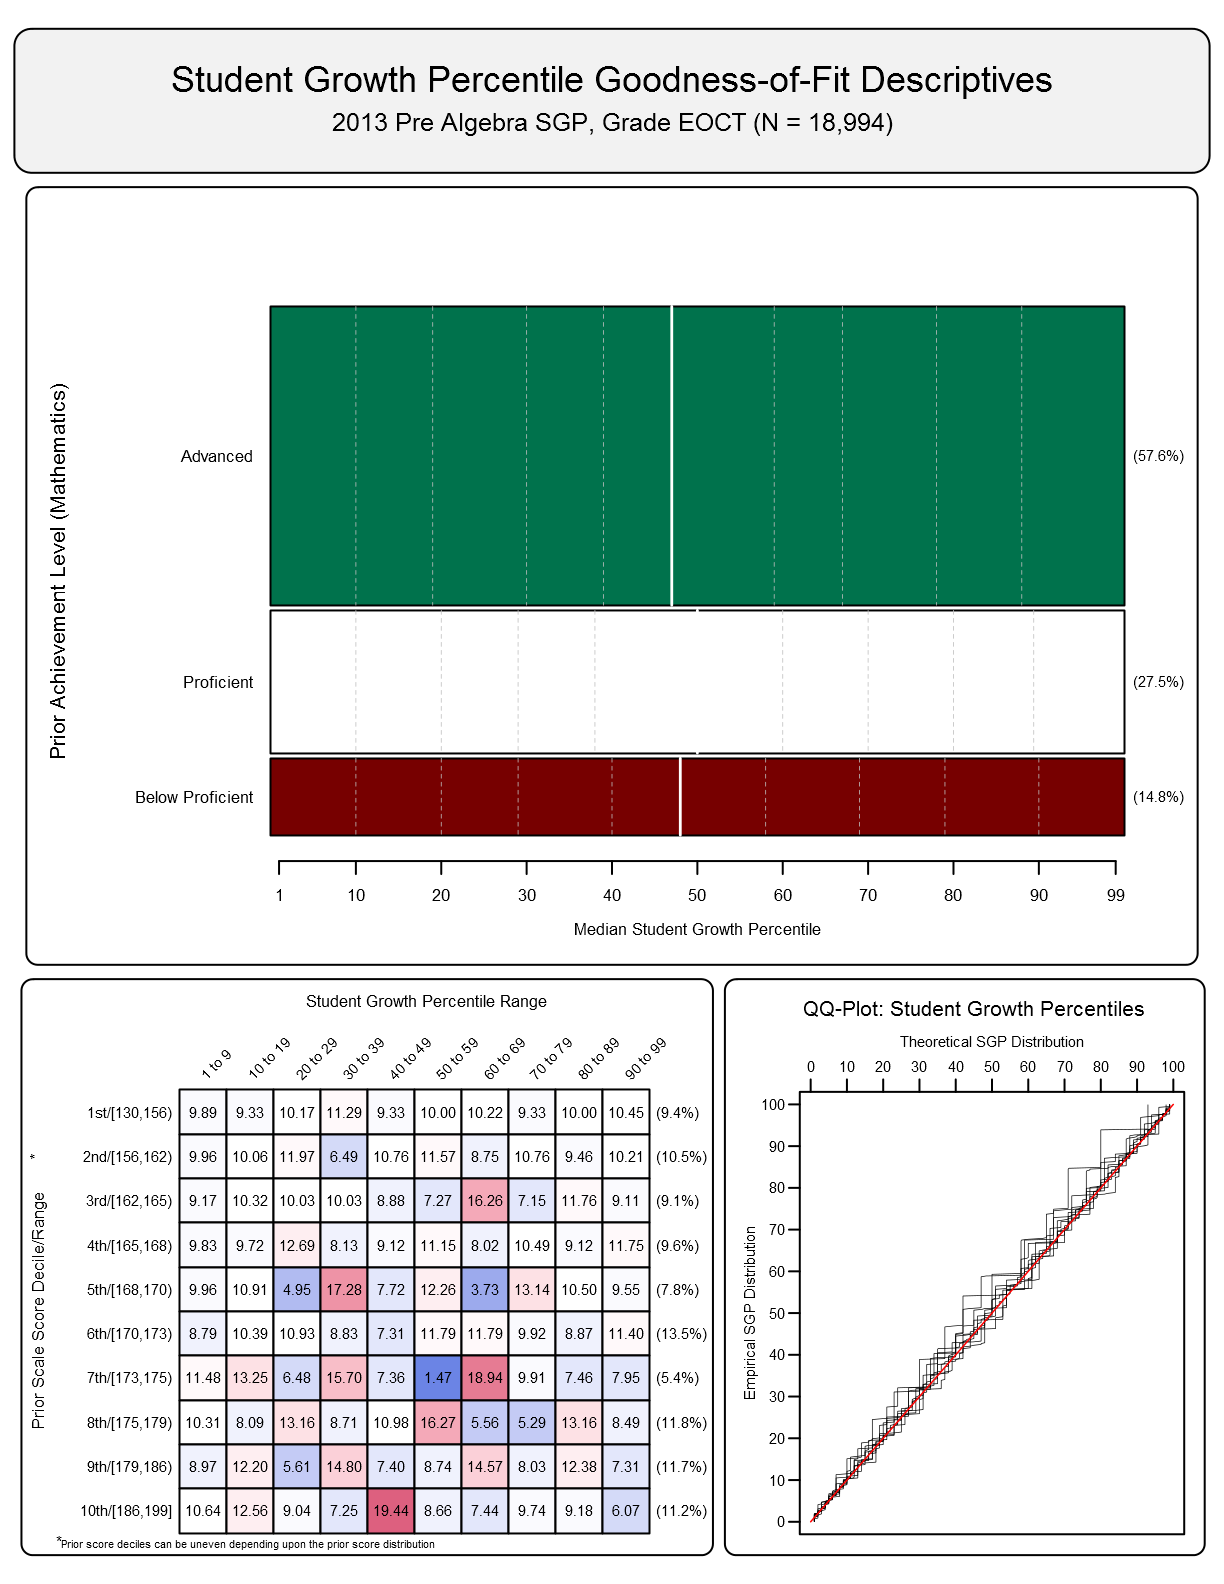 Student Growth Percentile Goodness-of-Fit Descriptives
2013 Pre Algebra SGP, Grade EOCT (N = 18,994)
Prior Achievement Level (Mathematics)
Advanced (57.6%)
Proficient (27.5%)
Below Proficient (14.8%)
1 10 20 30 40 50 60 70 80 90 99
Median Student Growth Percentile
Student Growth Percentile Range
1 to 9 10 to 19 20 to 29 30 to 39 40 to 49 50 to 59 60 to 69 70 to 79 80 to 89 90 to 99
Prior Scale Score Decile/Range *
1st/[130,156) 9.89 9.33 10.17 11.29 9.33 10.00 10.22 9.33 10.00 10.45 (9.4%)
2nd/[156,162) 9.96 10.06 11.97 6.49 10.76 11.57 8.75 10.76 9.46 10.21 (10.5%)
3rd/[162,165) 9.17 10.32 10.03 10.03 8.88 7.27 16.26 7.15 11.76 9.11 (9.1%)
4th/[165,168) 9.83 9.72 12.69 8.13 9.12 11.15 8.02 10.49 9.12 11.75 (9.6%)
5th/[168,170) 9.96 10.91 4.95 17.28 7.72 12.26 3.73 13.14 10.50 9.55 (7.8%)
6th/[170,173) 8.79 10.39 10.93 8.83 7.31 11.79 11.79 9.92 8.87 11.40 (13.5%)
7th/[173,175) 11.48 13.25 6.48 15.70 7.36 1.47 18.94 9.91 7.46 7.95 (5.4%)
8th/[175,179) 10.31 8.09 13.16 8.71 10.98 16.27 5.56 5.29 13.16 8.49 (11.8%)
9th/[179,186) 8.97 12.20 5.61 14.80 7.40 8.74 14.57 8.03 12.38 7.31 (11.7%)
10th/[186,199] 10.64 12.56 9.04 7.25 19.44 8.66 7.44 9.74 9.18 6.07 (11.2%)
*Prior score deciles can be uneven depending upon the prior score distribution
QQ-Plot: Student Growth Percentiles
Theoretical SGP Distribution
0 10 20 30 40 50 60 70 80 90 100
Empirical SGP Distribution
100
90
80
70
60
50
40
30
20
10
0